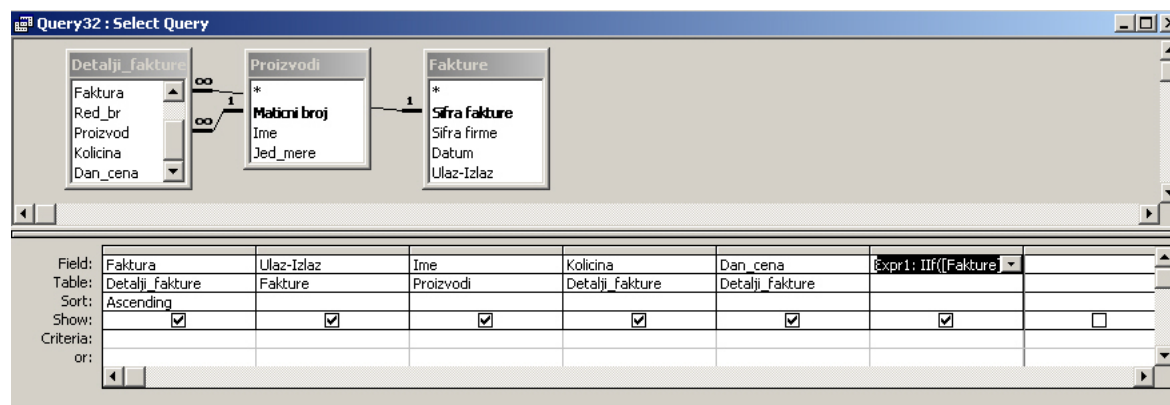 Query32 : Select Query
Detalji_fakture
Faktura
Red_br
Proizvod
Kolicina
Dan_cena
∞
∞
Proizvodi
*
1
Maticni broj
Ime
Jed_mere
Fakture
*
1
Sifra fakture
Sifra firme
Datum
Ulaz-Izlaz
Field: Faktura Ulaz-Izlaz Ime Kolicina Dan_cena Expr1: IIf([Fakture]
Table: Detalji_fakture Fakture Proizvodi Detalji_fakture Detalji_fakture
Sort: Ascending
Show:
Criteria:
or: